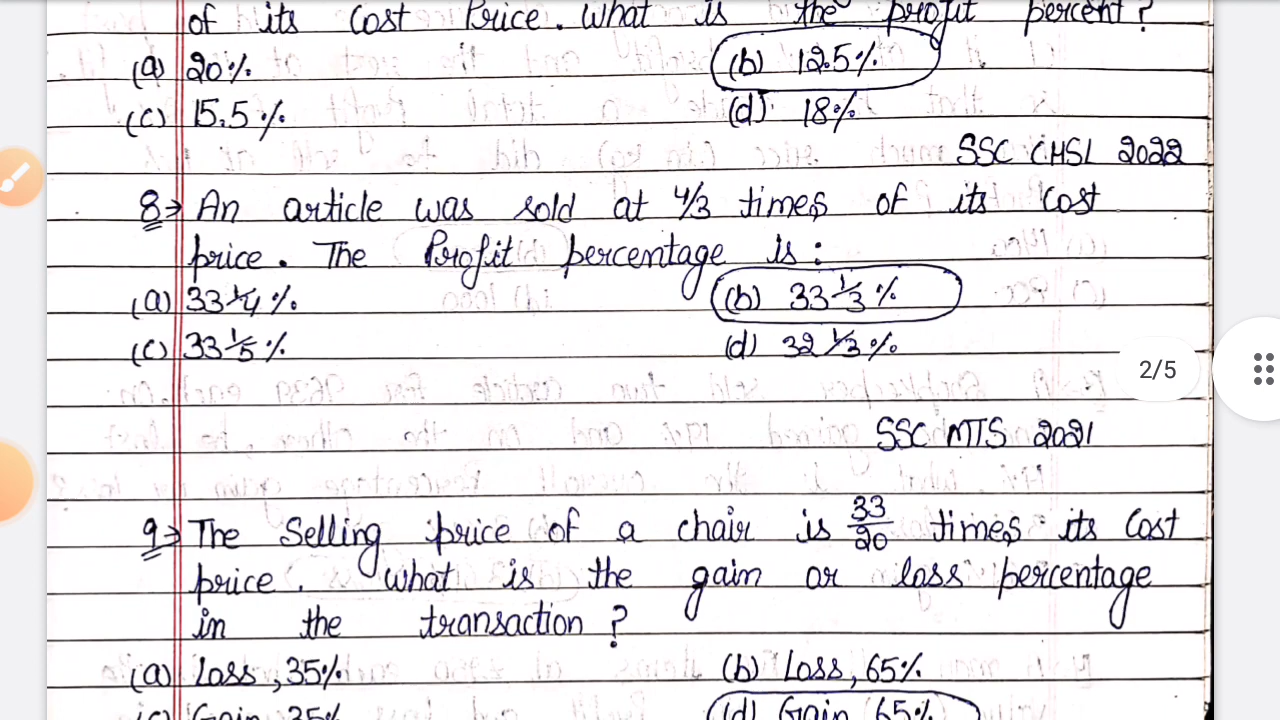 of its Cost Price. What is the profit percent?
(a) 20% (b) 12.5%
(c) 15.5% (d) 18%
SSC CHSL 2022
8⇒ An article was sold at 4/3 times of its Cost
price. The Profit percentage is:
(a) 33 1/4 % (b) 33 1/3 %
(c) 33 1/5 % (d) 32 1/3 %
2/5
SSC MTS 2021
9⇒ The Selling price of a chair is 33/20 times its Cost
price. What is the gain or loss percentage
in the transaction?
(a) Loss, 35% (b) Loss, 65%
(c) Gain 35% (d) Gain 65%